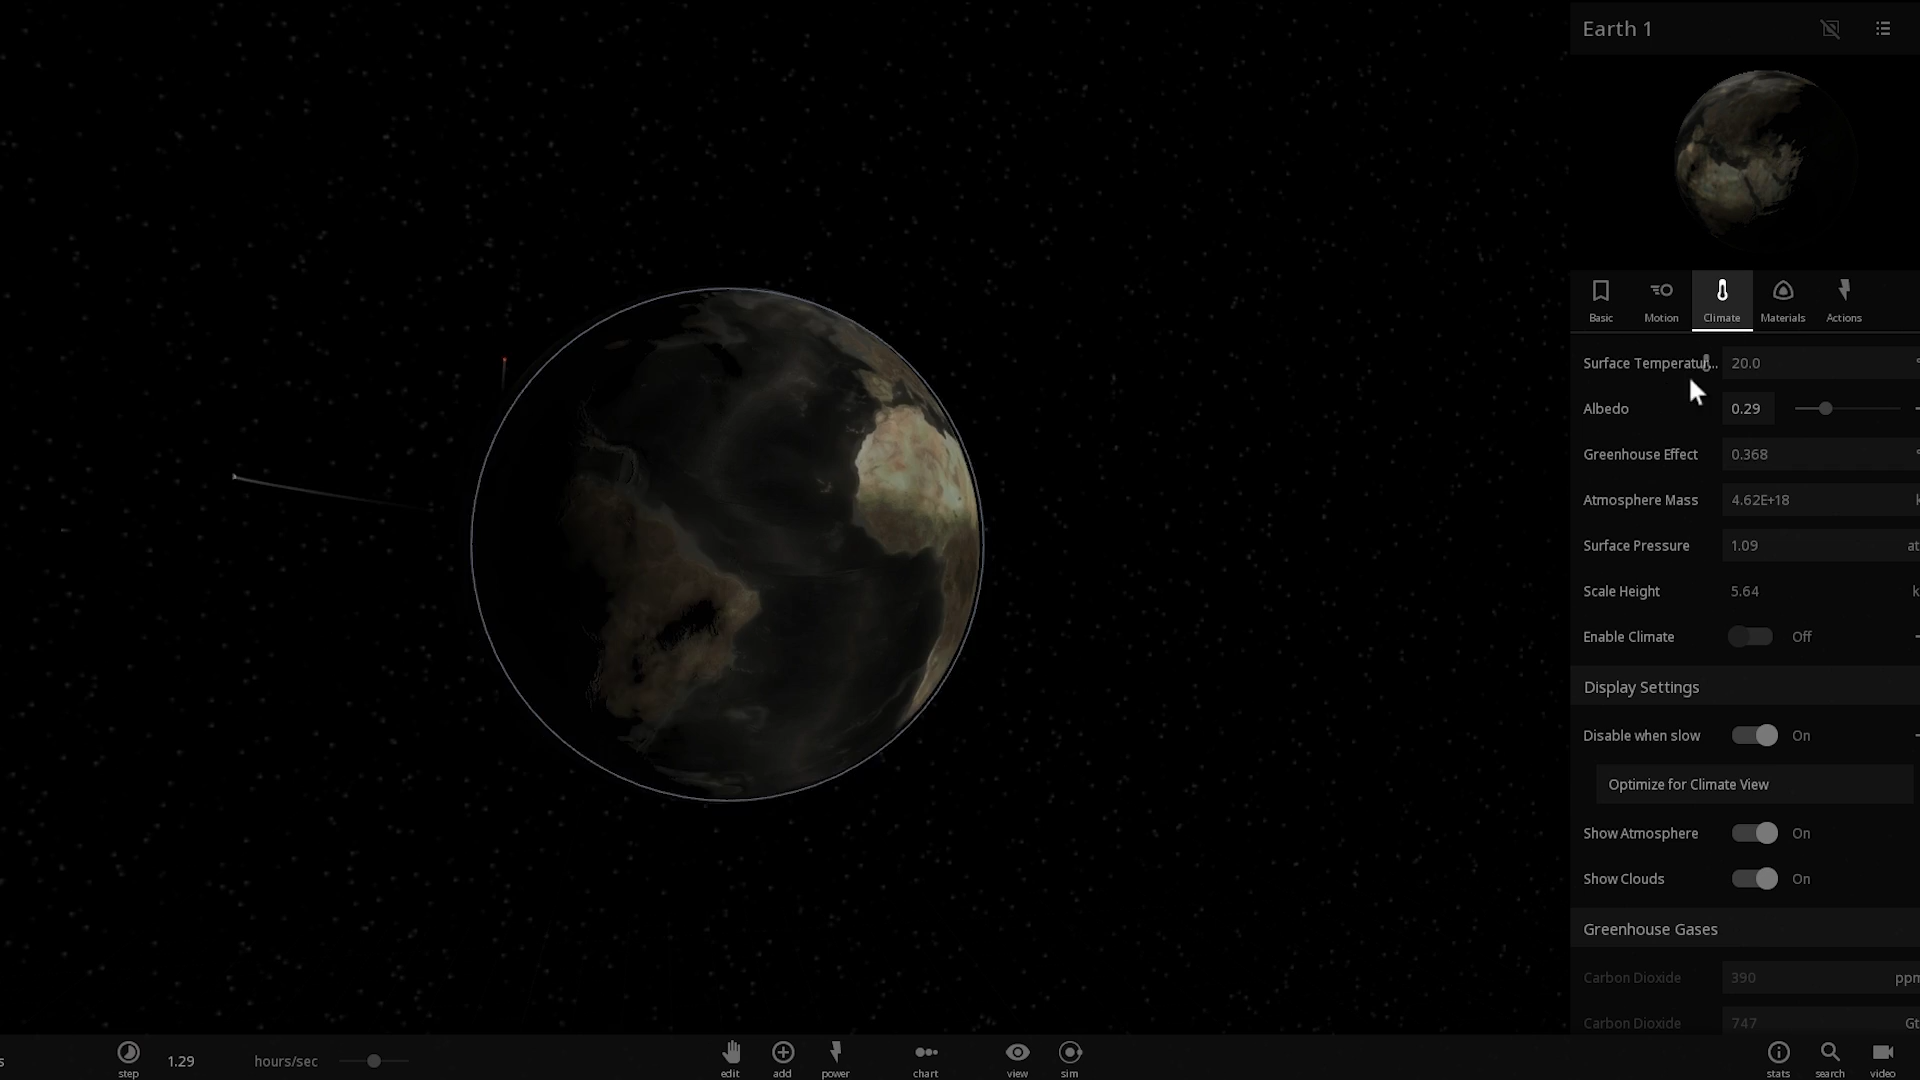 Earth 1
Basic
Motion
Climate
Materials
Actions
Surface Temperatur... 20.0
Albedo 0.29
Greenhouse Effect 0.368
Atmosphere Mass 4.62E+18
Surface Pressure 1.09 at
Scale Height 5.64 k
Enable Climate Off
Display Settings
Disable when slow On
Optimize for Climate View
Show Atmosphere On
Show Clouds On
Greenhouse Gases
Carbon Dioxide 390 ppm
Carbon Dioxide 747 Gt
s
step
1.29 hours/sec
edit
add
power
chart
view
sim
stats
search
video